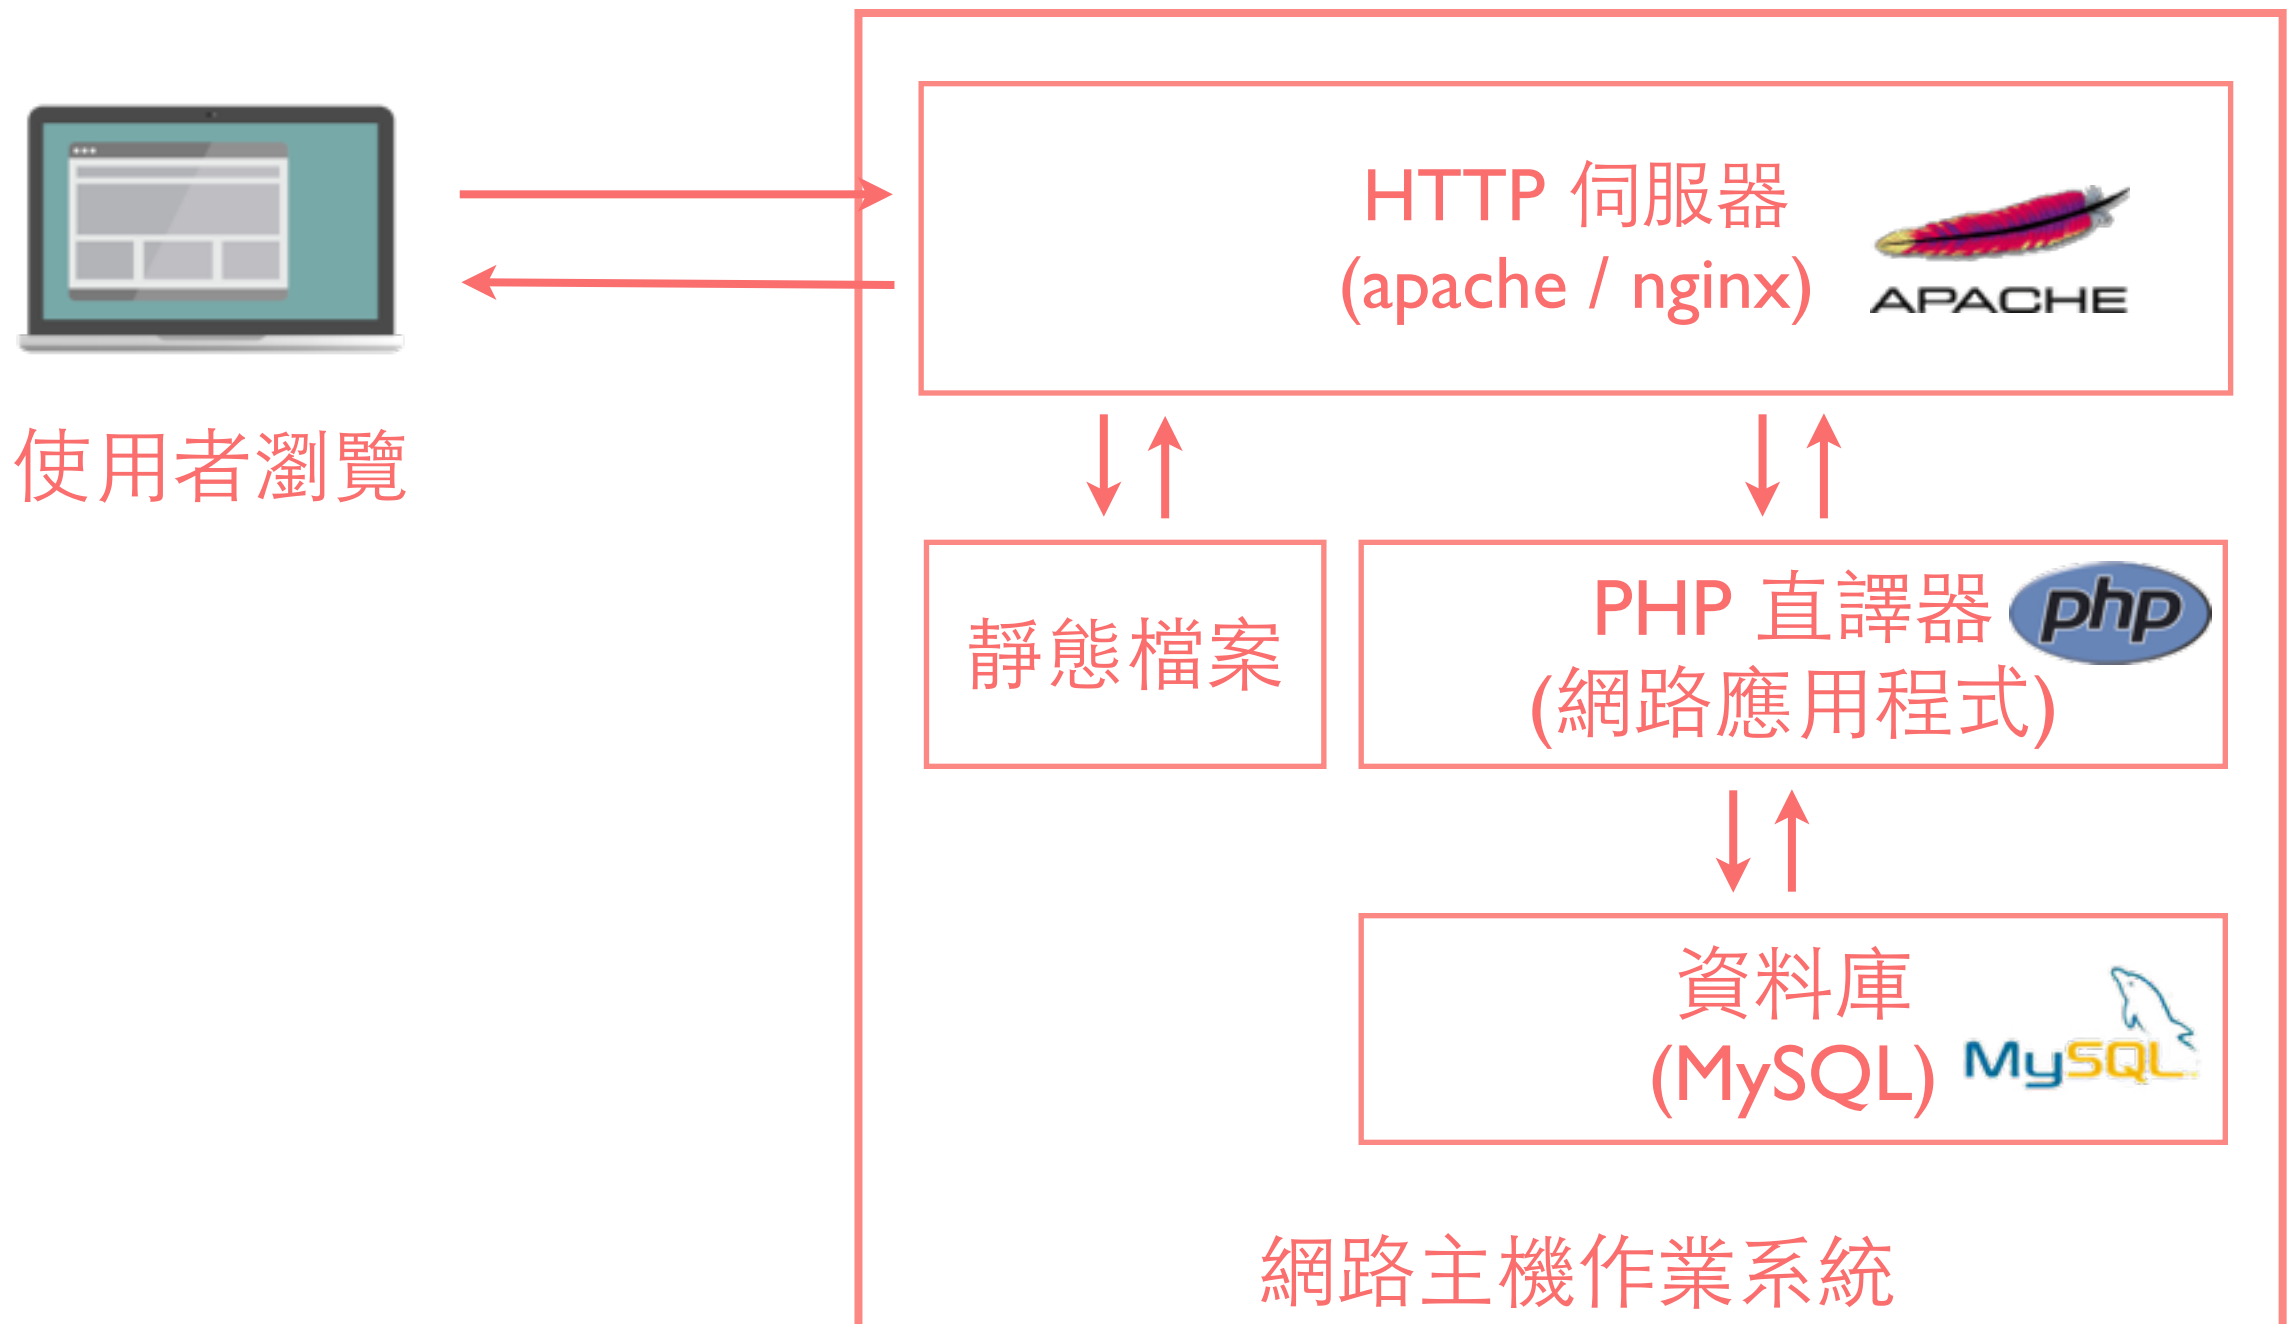 HTTP 伺服器
(apache / nginx)
APACHE
使用者瀏覽
靜態檔案
PHP 直譯器
php
(網路應用程式)
資料庫
(MySQL)
MySQL
網路主機作業系統